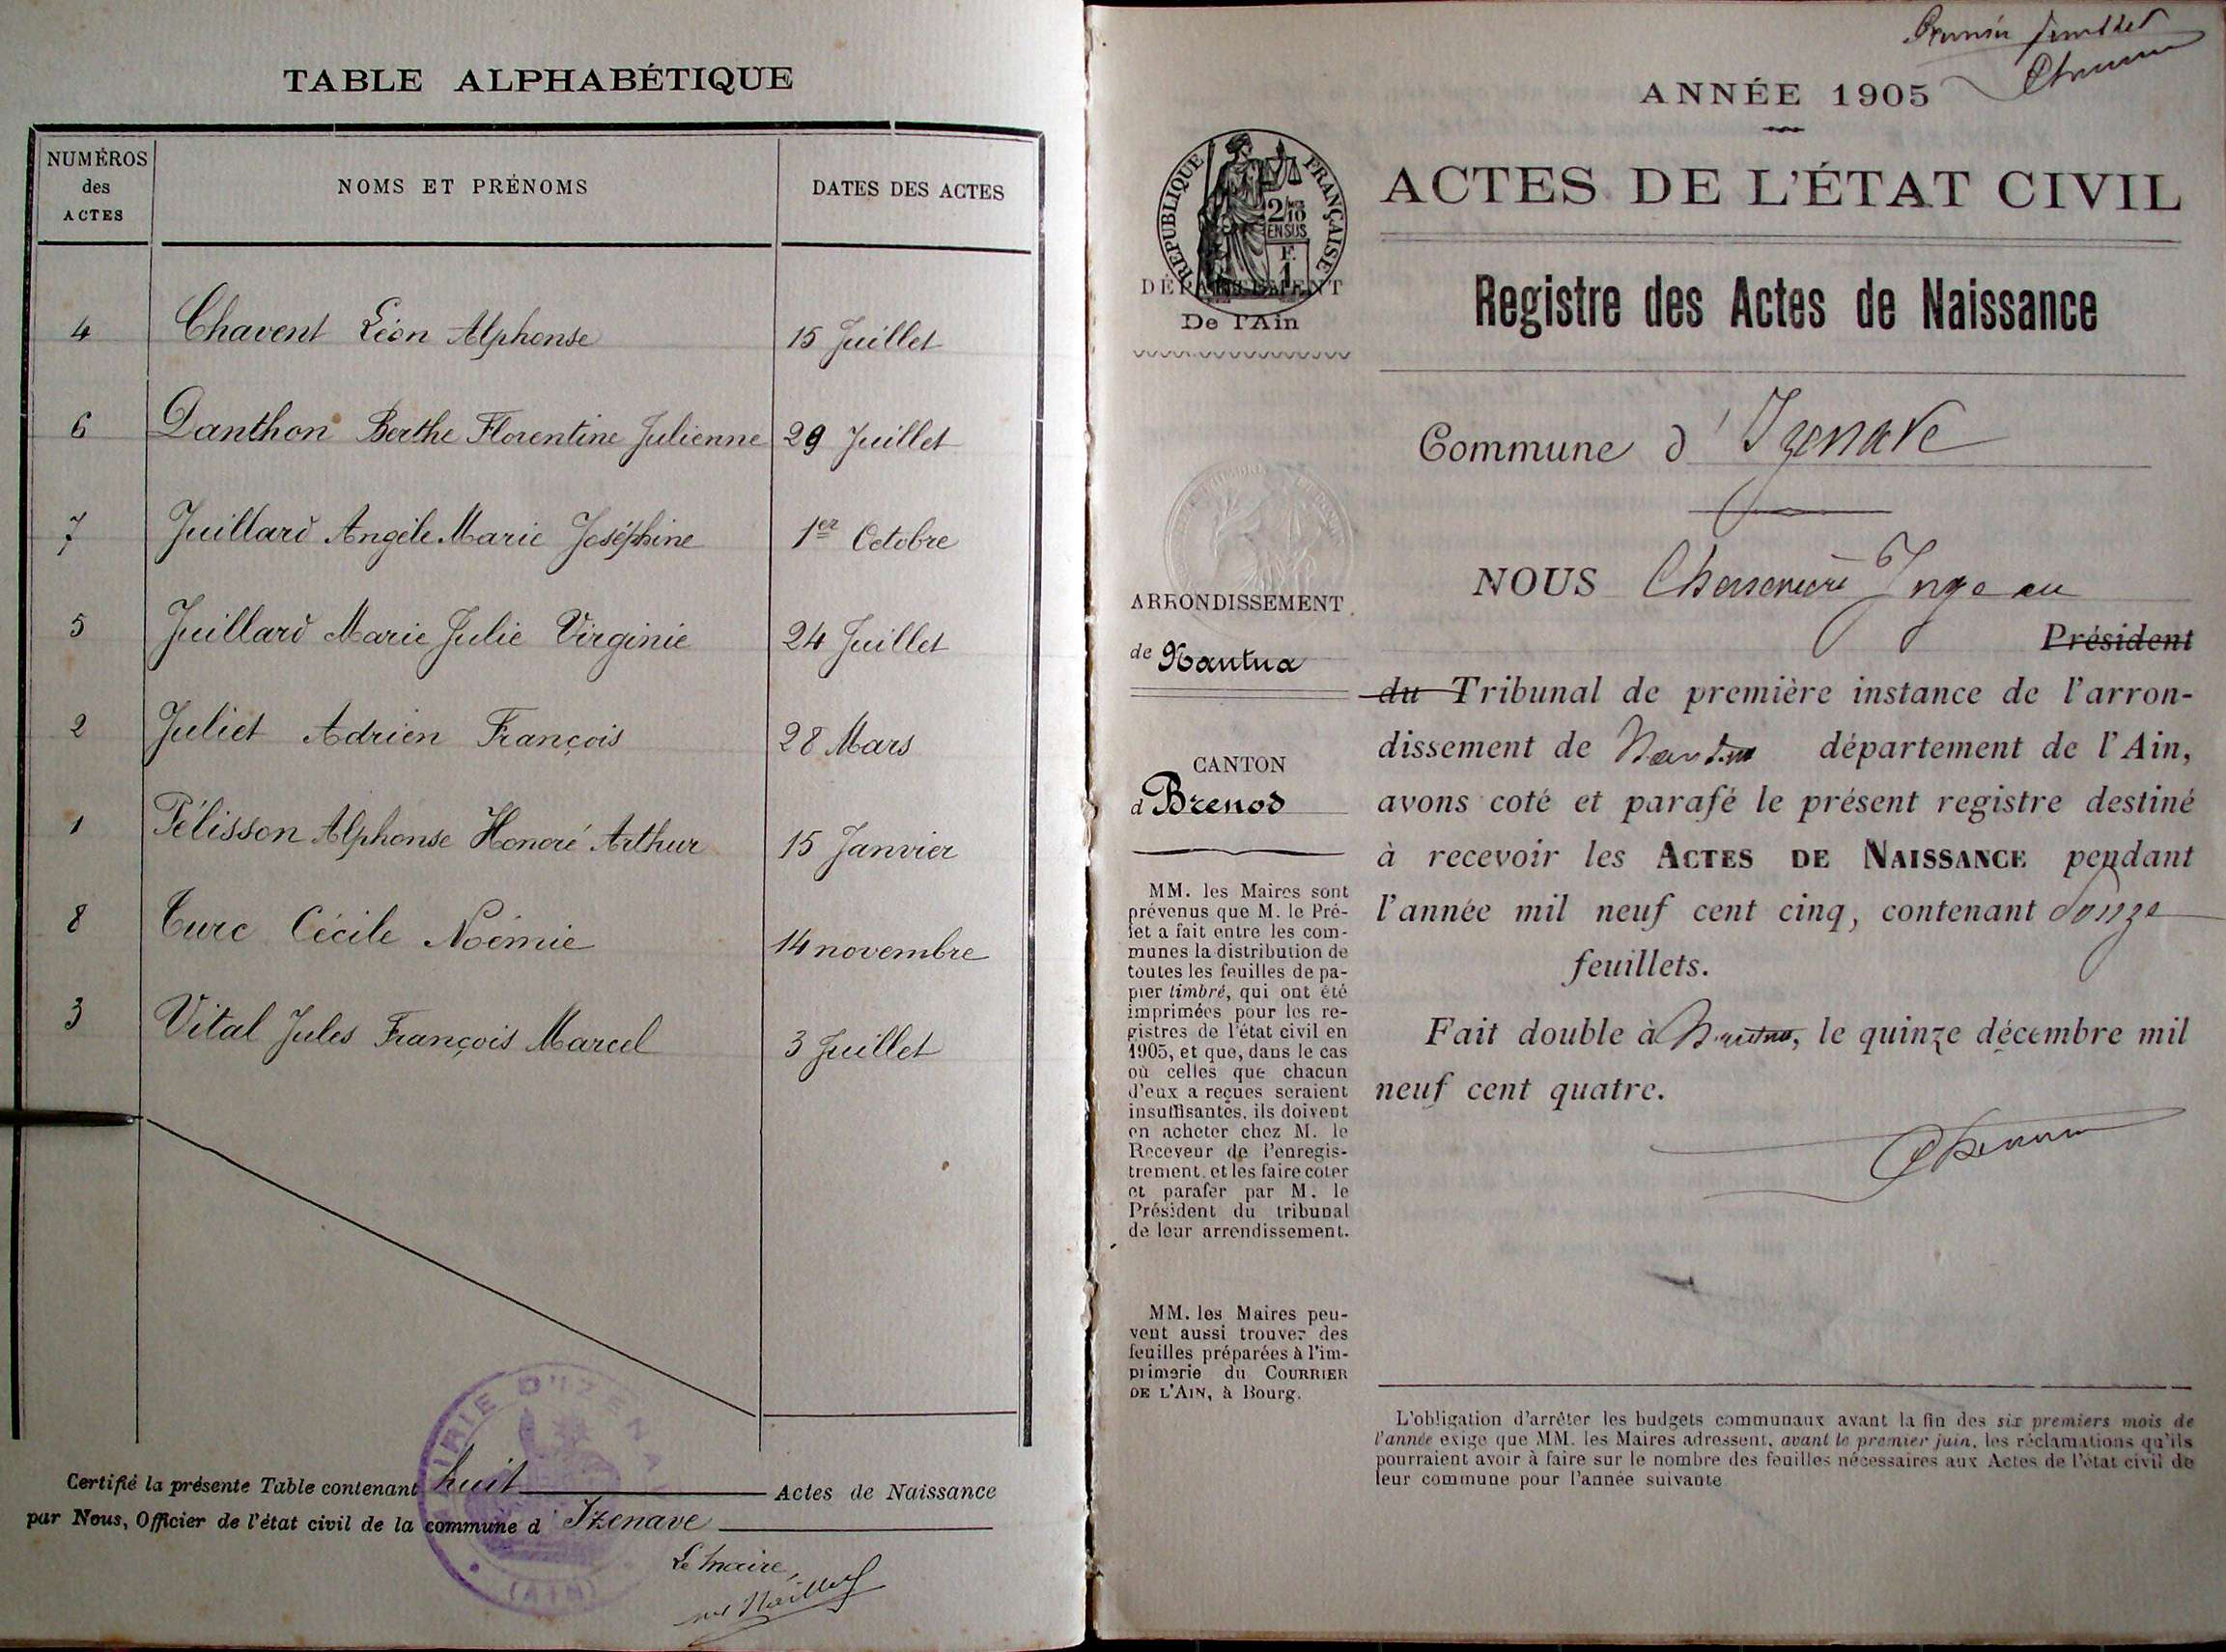 TABLE ALPHABÉTIQUE
NUMÉROS des ACTES
NOMS ET PRÉNOMS
DATES DES ACTES
4 Chavent Léon Alphonse 15 Juillet
6 Danthon Berthe Florentine Julienne 29 Juillet
7 Juillard Angèle Marie Joséphine 1er Octobre
5 Juillard Marie Julie Virginie 24 Juillet
2 Juliet Adrien François 28 Mars
1 Pélisson Alphonse Honoré Arthur 15 Janvier
8 Turc Cécile Noémie 14 novembre
3 Vital Jules François Marcel 3 Juillet
Certifié la présente Table contenant huit Actes de Naissance
par Nous, Officier de l'état civil de la commune d' Izenave
MAIRIE D'IZENAVE
(AIN)
Le Maire,
Premier feuillet
ANNÉE 1905
RÉPUBLIQUE FRANÇAISE
2/10 EN SUS
F. 1
ACTES DE L'ÉTAT CIVIL
Registre des Actes de Naissance
DÉPARTEMENT
De l'Ain
ARRONDISSEMENT
de Nantua
CANTON
d Brenod
MM. les Maires sont
prévenus que M. le Pré-
fet a fait entre les com-
munes la distribution de
toutes les feuilles de pa-
pier timbré, qui ont été
imprimées pour les re-
gistres de l'état civil en
1905, et que, dans le cas
où celles que chacun
d'eux a reçues seraient
insuffisantes, ils doivent
en acheter chez M. le
Receveur de l'enregis-
trement, et les faire coter
et parafer par M. le
Président du tribunal
de leur arrondissement.
MM. les Maires peu-
vent aussi trouver des
feuilles préparées à l'im-
primerie du COURRIER
DE L'AIN, à Bourg.
Commune d' Izenave
NOUS Juge au
Président
du Tribunal de première instance de l'arron-
dissement de Nantua département de l'Ain,
avons coté et parafé le présent registre destiné
à recevoir les ACTES DE NAISSANCE pendant
l'année mil neuf cent cinq, contenant douze
feuillets.
Fait double à Nantua, le quinze décembre mil
neuf cent quatre.
L'obligation d'arrêter les budgets communaux avant la fin des six premiers mois de
l'année exige que MM. les Maires adressent, avant le premier juin, les réclamations qu'ils
pourraient avoir à faire sur le nombre des feuilles nécessaires aux Actes de l'état civil de
leur commune pour l'année suivante